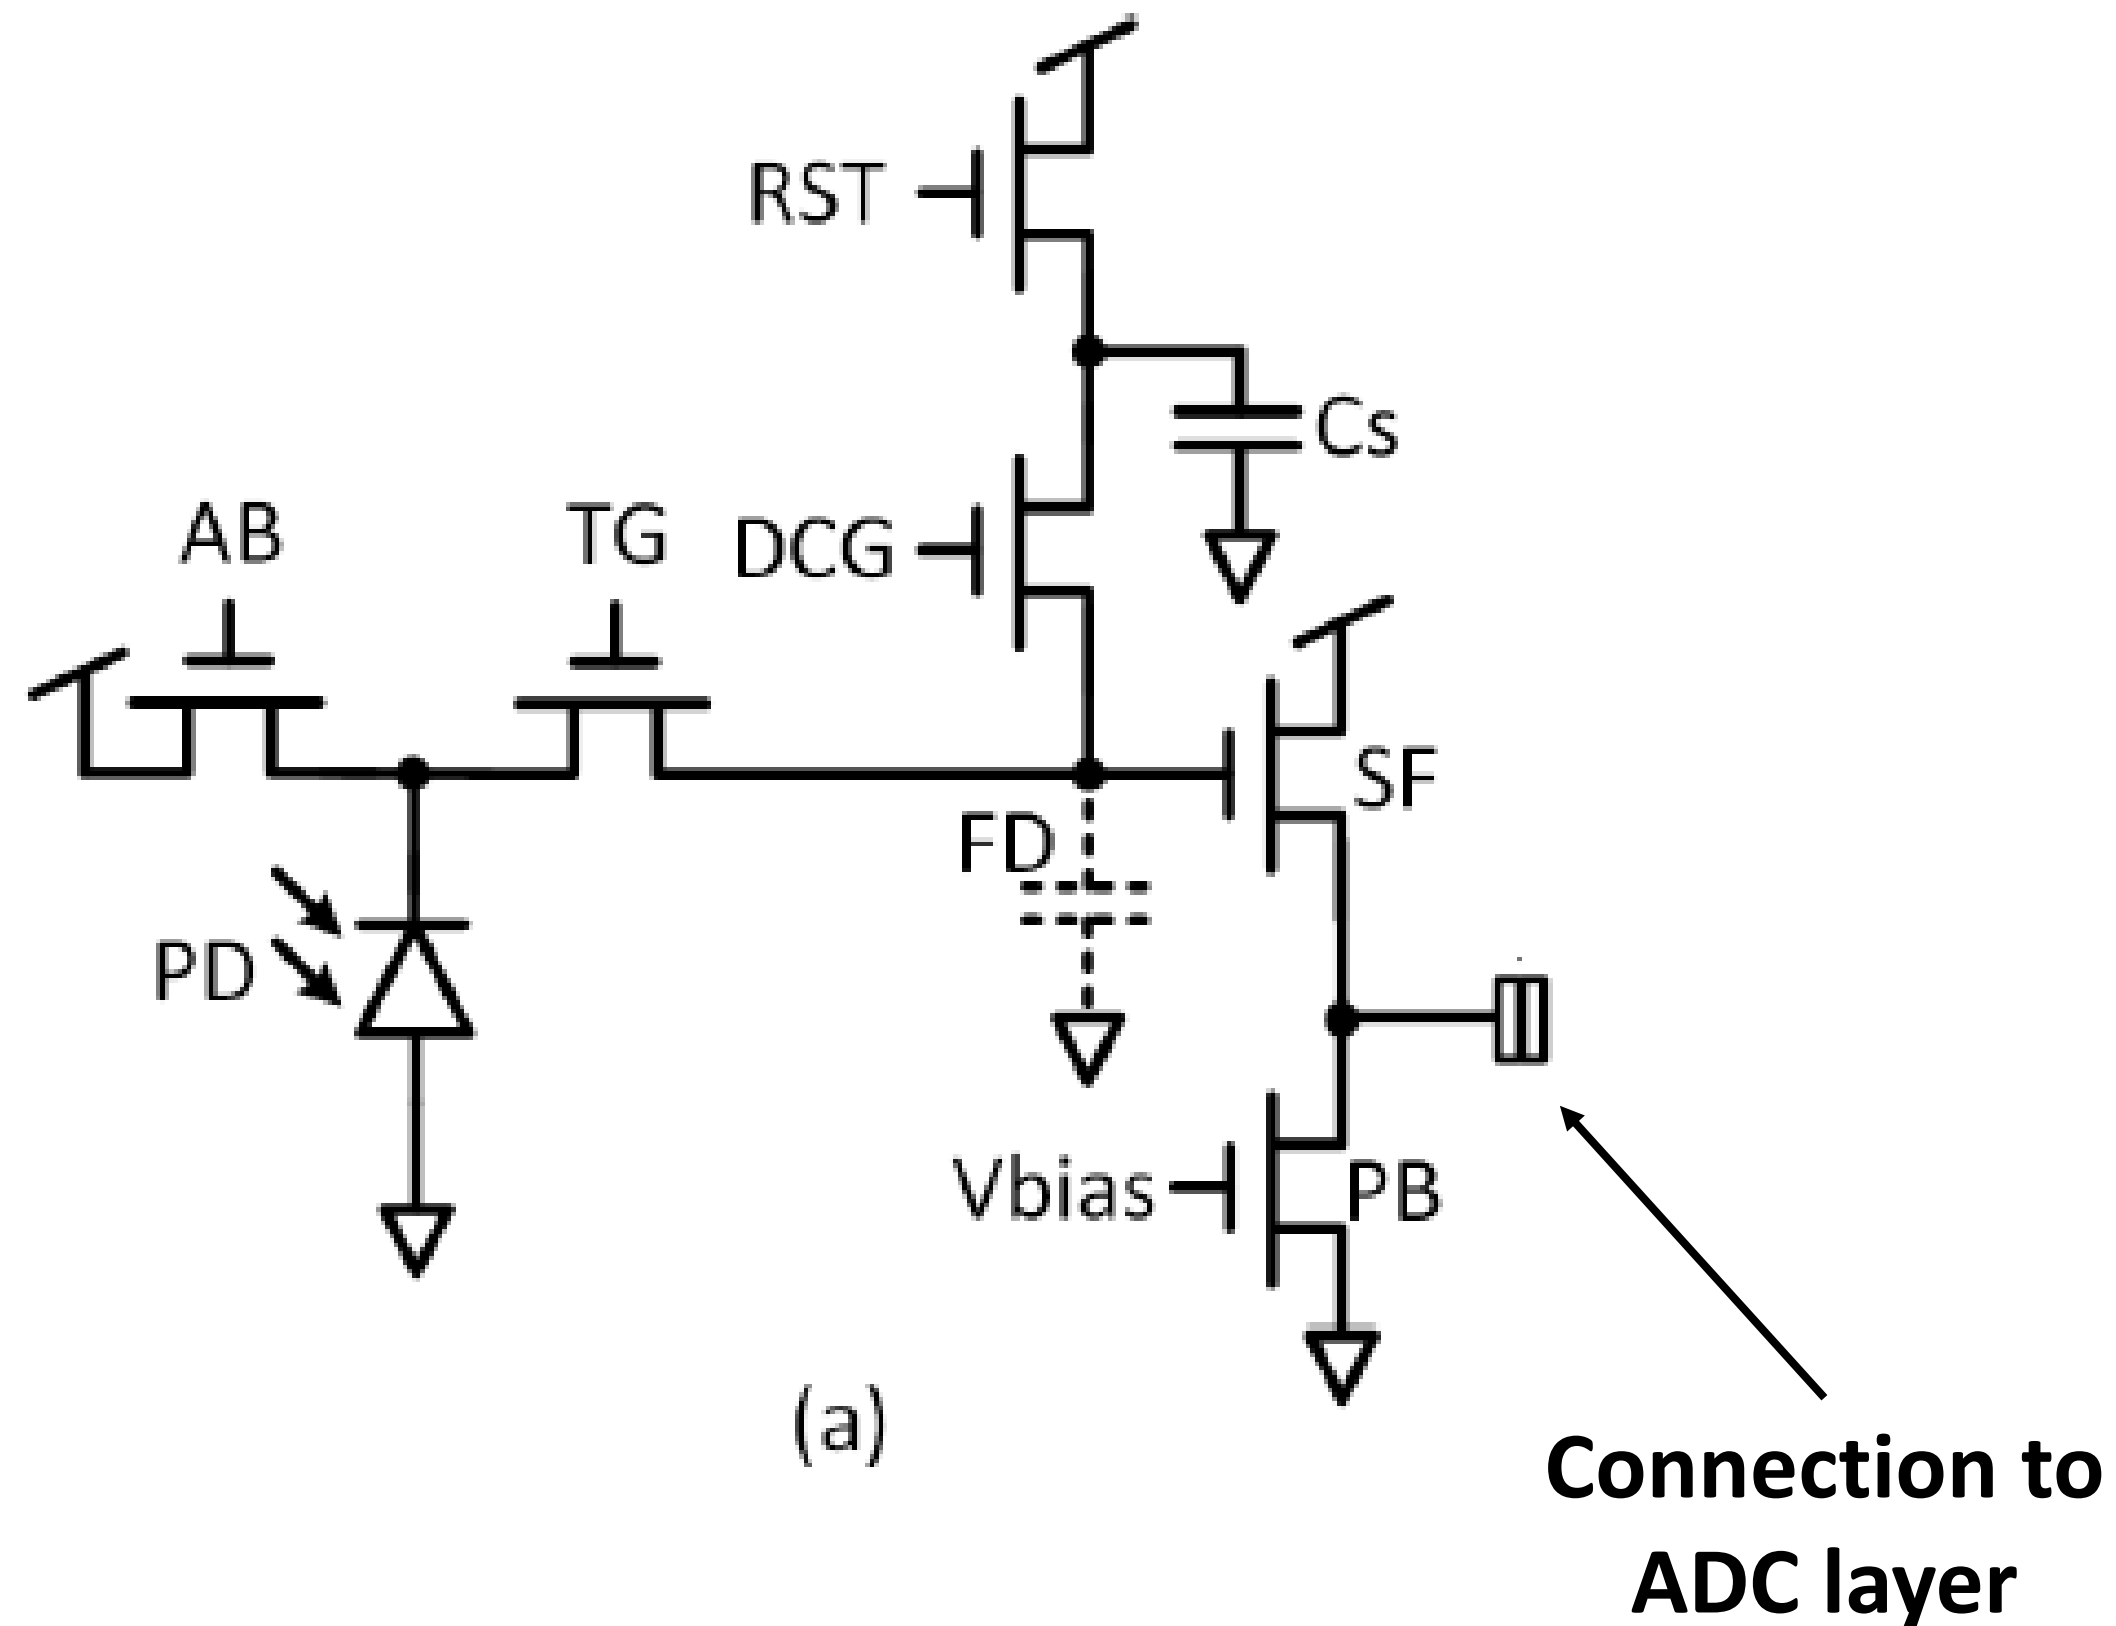 RST
Cs
AB
TG
DCG
SF
FD
PD
Vbias
PB
(a)
Connection to
ADC layer